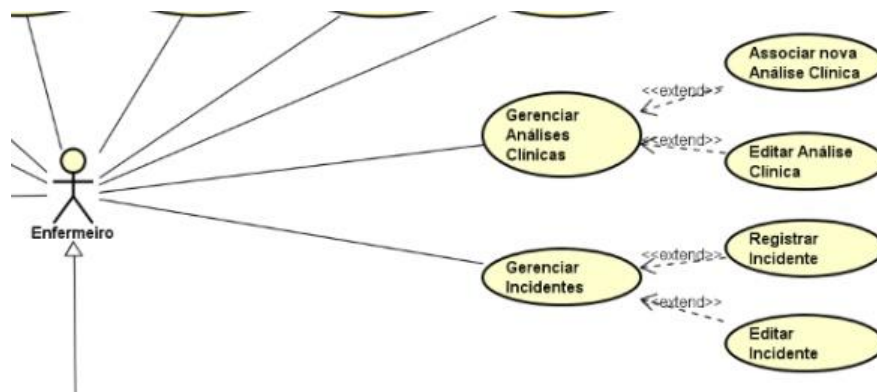 Associar nova
Análise Clínica
<<extend>>
Gerenciar
Análises
Clínicas
<<extend>>
Editar Análise
Clínica
Enfermeiro
Registrar
Incidente
<<extend>>
Gerenciar
Incidentes
<<extend>>
Editar
Incidente